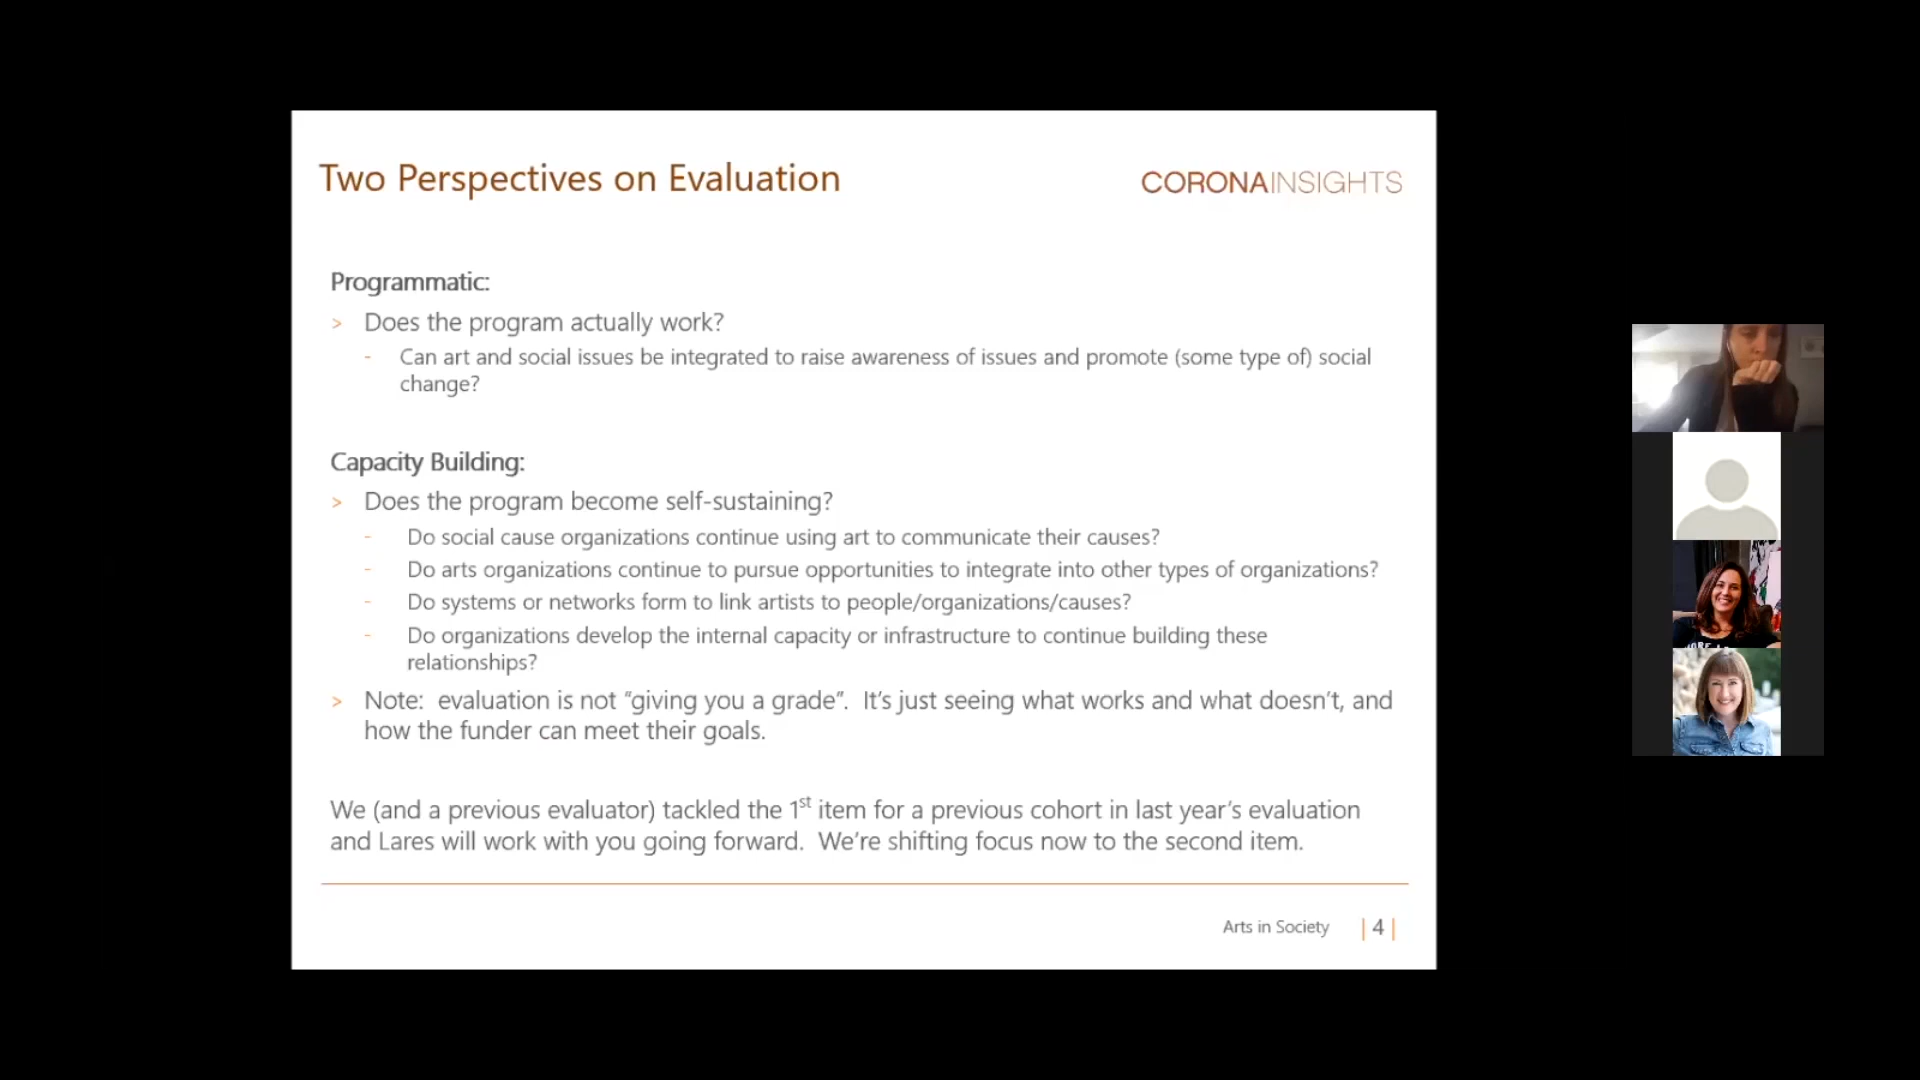 Two Perspectives on Evaluation
CORONAINSIGHTS
Programmatic:
> Does the program actually work?
- Can art and social issues be integrated to raise awareness of issues and promote (some type of) social
change?
Capacity Building:
> Does the program become self-sustaining?
- Do social cause organizations continue using art to communicate their causes?
- Do arts organizations continue to pursue opportunities to integrate into other types of organizations?
- Do systems or networks form to link artists to people/organizations/causes?
- Do organizations develop the internal capacity or infrastructure to continue building these
relationships?
> Note:  evaluation is not “giving you a grade”.  It’s just seeing what works and what doesn’t, and
how the funder can meet their goals.
We (and a previous evaluator) tackled the 1st item for a previous cohort in last year’s evaluation
and Lares will work with you going forward.  We’re shifting focus now to the second item.
Arts in Society | 4 |